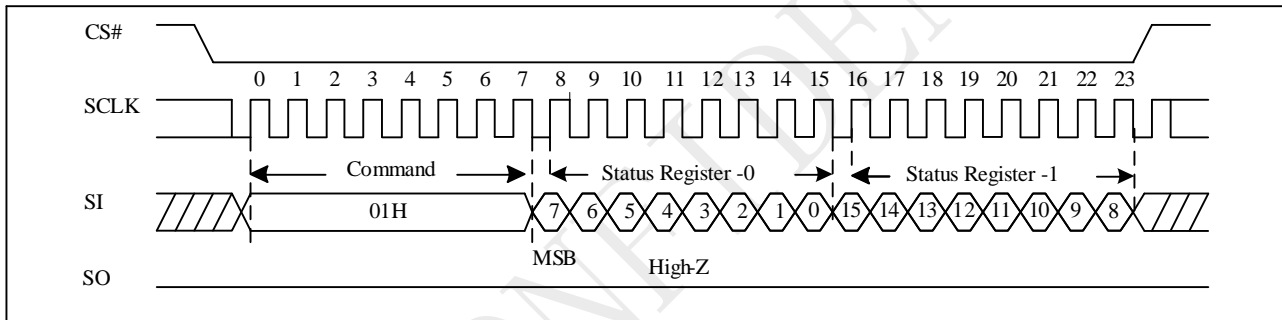 CS#
0 1 2 3 4 5 6 7 8 9 10 11 12 13 14 15 16 17 18 19 20 21 22 23
SCLK
Command Status Register -0 Status Register -1
SI 01H 7 6 5 4 3 2 1 0 15 14 13 12 11 10 9 8
MSB High-Z
SO